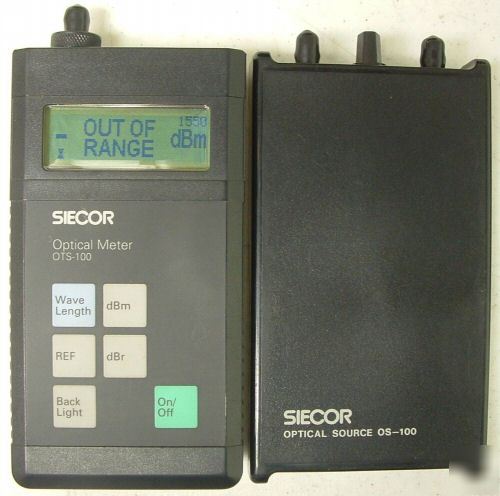 OUT OF
RANGE
1550
dBm
SIECOR
Optical Meter
OTS-100
Wave
Length
dBm
REF
dBr
Back
Light
On/
Off
SIECOR
OPTICAL SOURCE OS-100